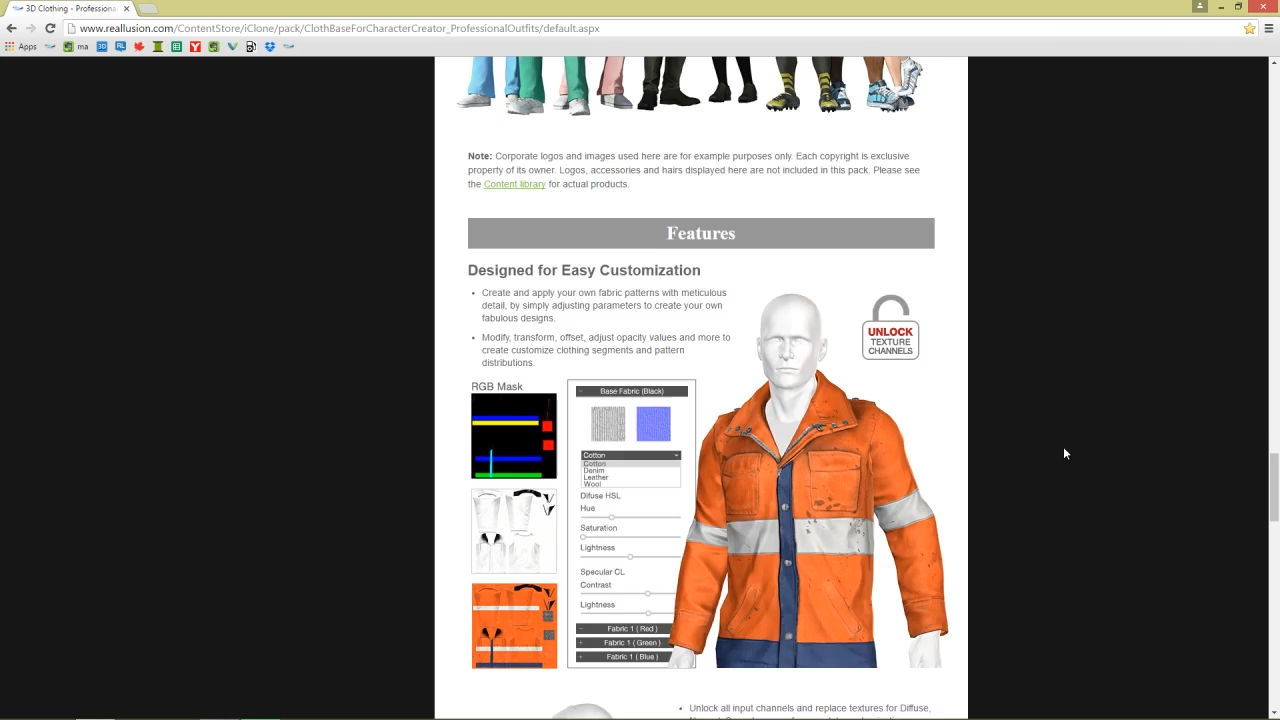 3D Clothing - Professiona
www.reallusion.com/ContentStore/iClone/pack/ClothBaseForCharacterCreator_ProfessionalOutfits/default.aspx
Apps
ma
Note: Corporate logos and images used here are for example purposes only. Each copyright is exclusive
property of its owner. Logos, accessories and hairs displayed here are not included in this pack. Please see
the Content library for actual products.
Features
Designed for Easy Customization
• Create and apply your own fabric patterns with meticulous
detail, by simply adjusting parameters to create your own
fabulous designs.
• Modify, transform, offset, adjust opacity values and more to
create customize clothing segments and pattern
distributions.
UNLOCK
TEXTURE
CHANNELS
RGB Mask
Base Fabric (Black)
Cotton
Cotton
Denim
Leather
Wool
Difuse HSL
Hue
Saturation
Lightness
Specular CL
Contrast
Lightness
Fabric 1 ( Red )
Fabric 1 ( Green )
Fabric 1 ( Blue )
• Unlock all input channels and replace textures for Diffuse,